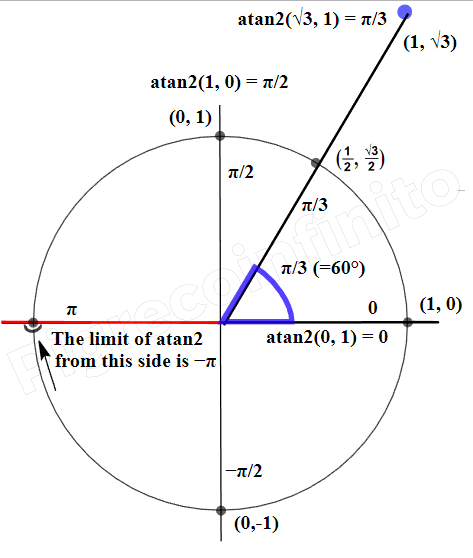 atan2(√3, 1) = π/3
(1, √3)
atan2(1, 0) = π/2
(0, 1)
(1/2, √3/2)
π/2
π/3
π/3 (=60°)
π
0
(1, 0)
The limit of atan2
from this side is −π
atan2(0, 1) = 0
−π/2
(0,-1)